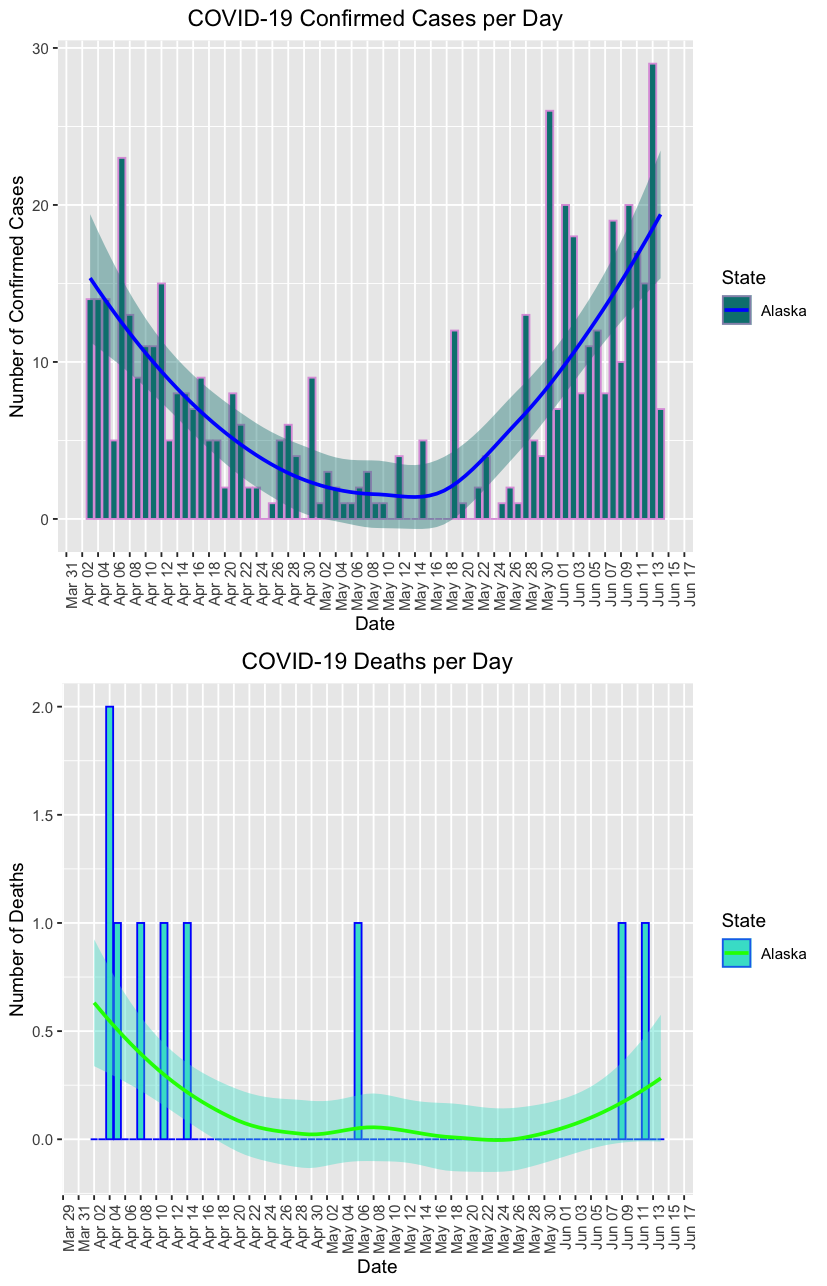 COVID-19 Confirmed Cases per Day
Number of Confirmed Cases
30
20
10
0
Mar 31
Apr 02
Apr 04
Apr 06
Apr 08
Apr 10
Apr 12
Apr 14
Apr 16
Apr 18
Apr 20
Apr 22
Apr 24
Apr 26
Apr 28
Apr 30
May 02
May 04
May 06
May 08
May 10
May 12
May 14
May 16
May 18
May 20
May 22
May 24
May 26
May 28
May 30
Jun 01
Jun 03
Jun 05
Jun 07
Jun 09
Jun 11
Jun 13
Jun 15
Jun 17
Date
State
Alaska
COVID-19 Deaths per Day
Number of Deaths
2.0
1.5
1.0
0.5
0.0
Mar 29
Mar 31
Apr 02
Apr 04
Apr 06
Apr 08
Apr 10
Apr 12
Apr 14
Apr 16
Apr 18
Apr 20
Apr 22
Apr 24
Apr 26
Apr 28
Apr 30
May 02
May 04
May 06
May 08
May 10
May 12
May 14
May 16
May 18
May 20
May 22
May 24
May 26
May 28
May 30
Jun 01
Jun 03
Jun 05
Jun 07
Jun 09
Jun 11
Jun 13
Jun 15
Jun 17
Date
State
Alaska